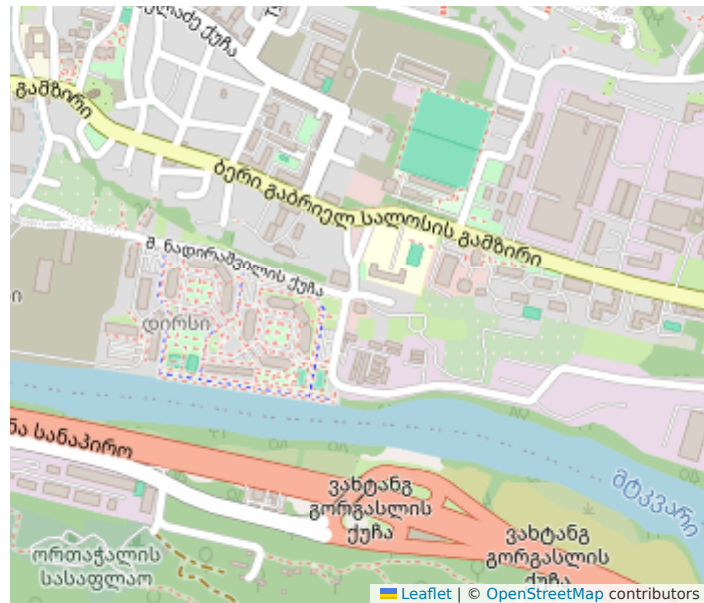 გამზირი
ბერი გაბრიელ სალოსის გამზირი
მ. ნადირაშვილის ქუჩა
დირსი
ნა სანაპირო
ვახტანგ
გორგასლის
ქუჩა
მტკვარი
ვახტანგ
გორგასლის
ქუჩა
ორთაჭალის
სასაფლაო
Leaflet | © OpenStreetMap contributors